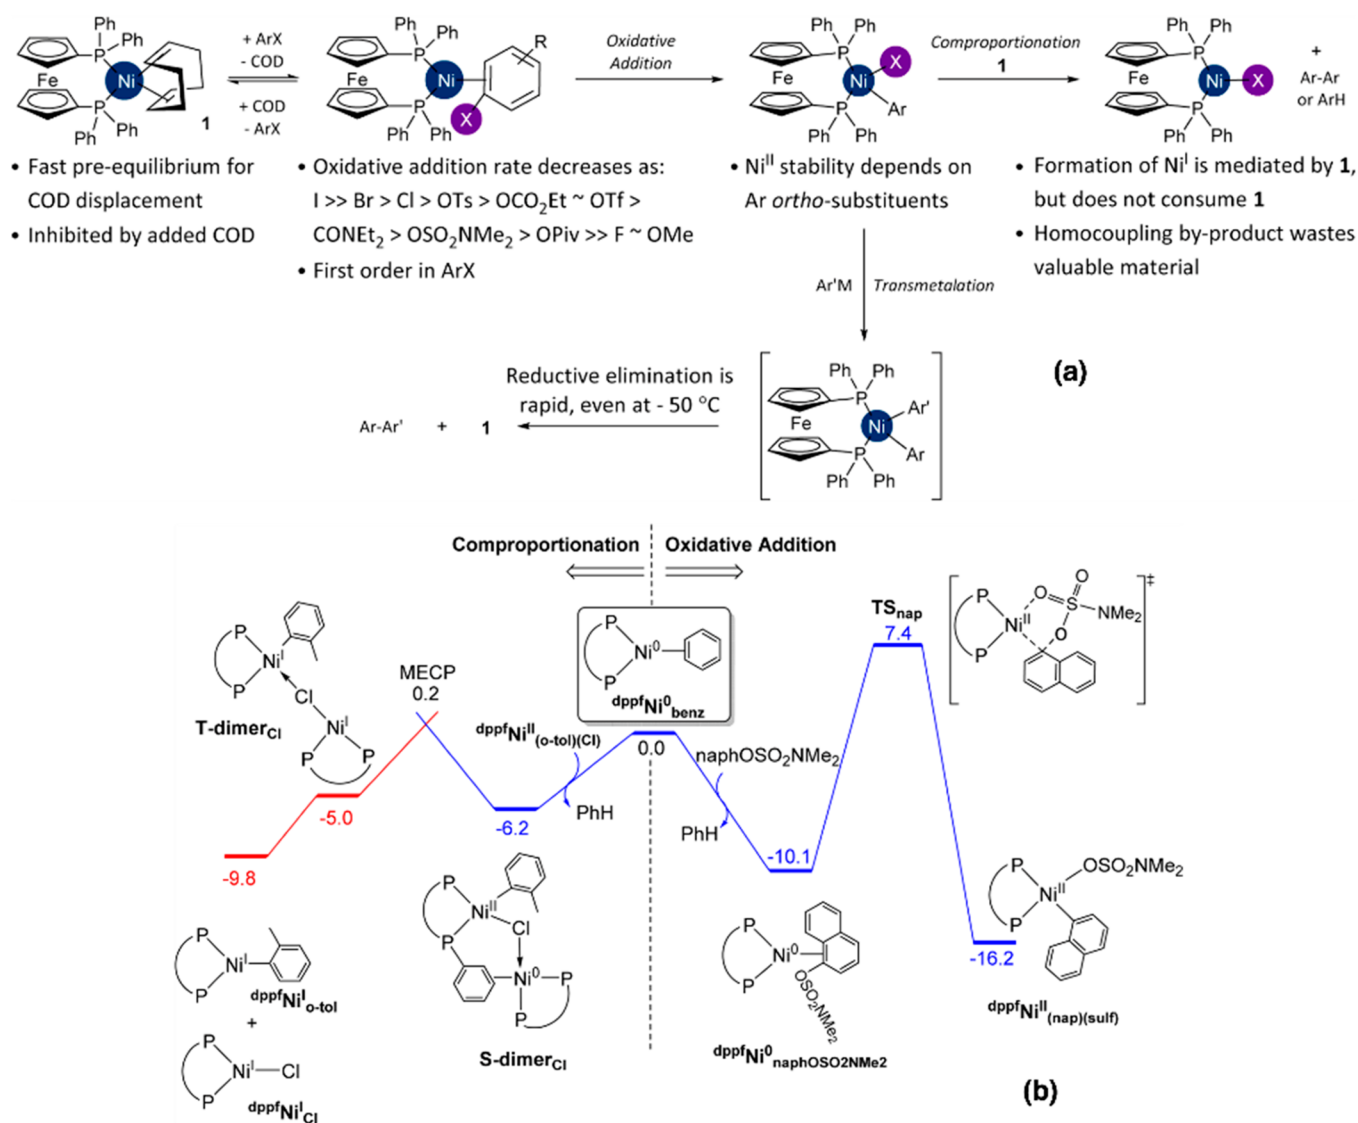 Ph Ph
P
Fe
Ni
P
Ph Ph
1
+ ArX
- COD
+ COD
- ArX
Ph Ph
P
Fe
Ni
P
Ph Ph
X
R
Oxidative
Addition
Ph Ph
P
Fe
Ni
X
P
Ar
Ph Ph
Comproportionation
1
Ph Ph
P
Fe
Ni
X
P
Ph Ph
+
Ar-Ar
or ArH
• Fast pre-equilibrium for
COD displacement
• Inhibited by added COD
• Oxidative addition rate decreases as:
I >> Br > Cl > OTs > OCO₂Et ~ OTf >
CONEt₂ > OSO₂NMe₂ > OPiv >> F ~ OMe
• First order in ArX
• Niᴵᴵ stability depends on
Ar ortho-substituents
• Formation of Niᴵ is mediated by 1,
but does not consume 1
• Homocoupling by-product wastes
valuable material
Ar'M
Transmetalation
(a)
Reductive elimination is
rapid, even at - 50 °C
Ar-Ar' + 1
Ph Ph
P
Ar'
Fe
Ni
P
Ar
Ph Ph
Comproportionation
Oxidative Addition
P
Niᴵ
P
Cl
Niᴵ
P P
T-dimerCl
MECP
0.2
P
Ni⁰
P
dppfNi⁰benz
dppfNiᴵᴵ(o-tol)(Cl)
0.0
PhH
naphOSO₂NMe₂
PhH
TSnap
7.4
‡
P
Niᴵᴵ
P
O
O
S
NMe₂
O
-5.0
-9.8
-6.2
-10.1
-16.2
P
Niᴵᴵ
P
OSO₂NMe₂
dppfNiᴵᴵ(nap)(sulf)
P
Niᴵᴵ
Cl
P
Ni⁰
P
P
S-dimerCl
P
Ni⁰
P
OSO₂NMe₂
dppfNi⁰naphOSO2NMe2
P
Niᴵ
P
dppfNiᴵo-tol
+
P
Niᴵ
Cl
P
dppfNiᴵCl
(b)